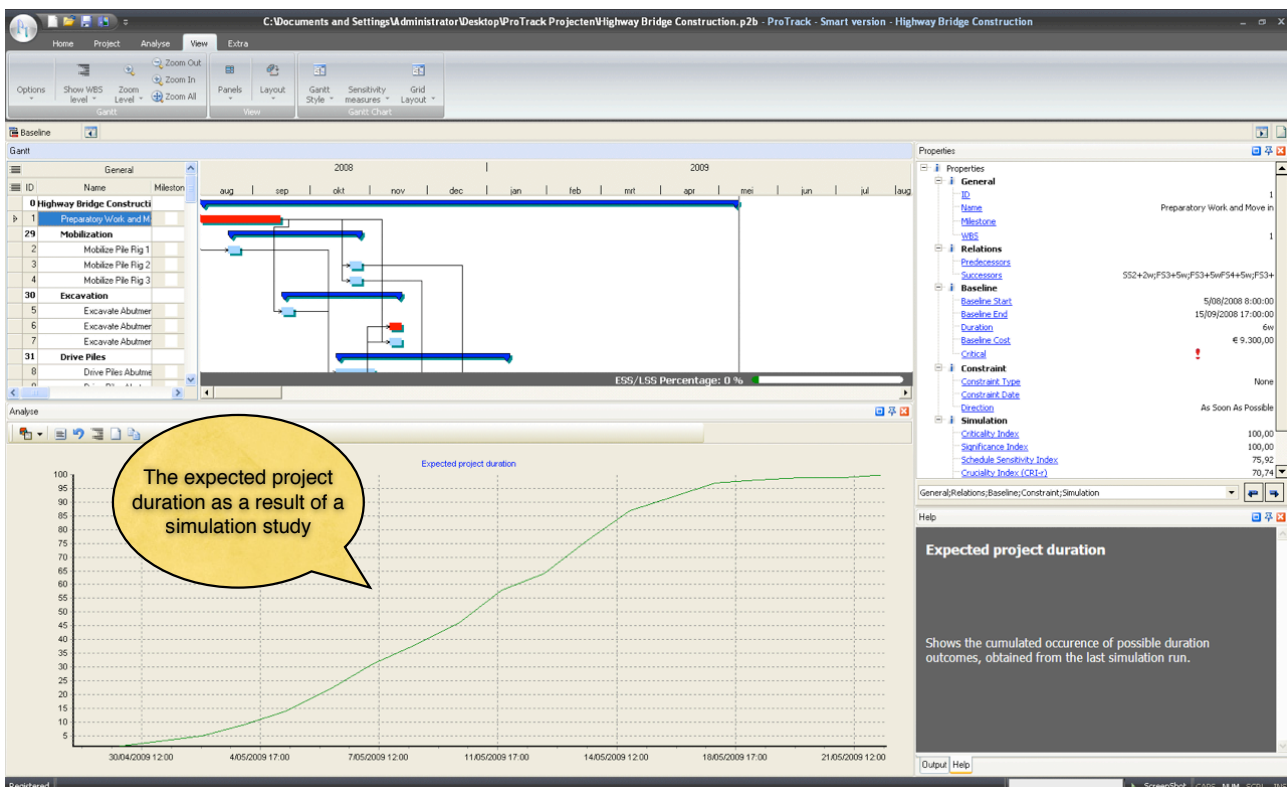 C:\Documents and Settings\Administrator\Desktop\ProTrack Projecten\Highway Bridge Construction.p2b - ProTrack - Smart version - Highway Bridge Construction
Home Project Analyse View Extra
Zoom Out
Zoom In
Zoom All
Options Show WBS level Zoom Level Panels Layout Gantt Style Sensitivity measures Grid Layout
Gantt View Gantt Chart
Baseline
Gantt
General 2008 2009
ID Name Mileston aug sep okt nov dec jan feb mrt apr mei jun jul aug
0 Highway Bridge Constructi
1 Preparatory Work and M
29 Mobilization
2 Mobilize Pile Rig 1
3 Mobilize Pile Rig 2
4 Mobilize Pile Rig 3
30 Excavation
5 Excavate Abutmer
6 Excavate Abutmer
7 Excavate Abutmer
31 Drive Piles
8 Drive Piles Abutme
ESS/LSS Percentage: 0 %
Properties
Properties
General
ID 1
Name Preparatory Work and Move in
Milestone
WBS 1
Relations
Predecessors
Successors SS2+2w;FS3+5w;FS3+5wFS4+5w;FS3+
Baseline
Baseline Start 5/08/2008 8:00:00
Baseline End 15/09/2008 17:00:00
Duration 6w
Baseline Cost € 9.300,00
Critical
Constraint
Constraint Type None
Constraint Date
Direction As Soon As Possible
Simulation
Criticality Index 100,00
Significance Index 100,00
Schedule Sensitivity Index 75,92
Cruciality Index (CRI-r) 70,74
General;Relations;Baseline;Constraint;Simulation
Analyse
Expected project duration
The expected project
duration as a result of a
simulation study
100
95
90
85
80
75
70
65
60
55
50
45
40
35
30
25
20
15
10
5
30/04/2009 12:00 4/05/2009 17:00 7/05/2009 12:00 11/05/2009 17:00 14/05/2009 12:00 18/05/2009 17:00 21/05/2009 12:00
Help
Expected project duration
Shows the cumulated occurence of possible duration
outcomes, obtained from the last simulation run.
Output Help
Registered ScreenShot CAPS NUM SCRL INS